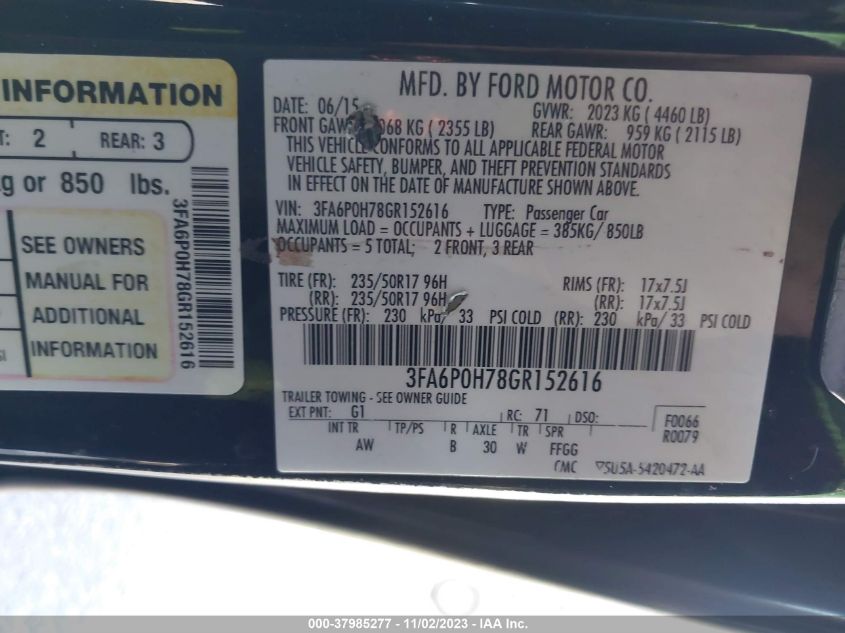 INFORMATION
T: 2 REAR: 3
kg or 850 lbs.
SEE OWNERS
MANUAL FOR
ADDITIONAL
INFORMATION
3FA6P0H78GR152616
MFD. BY FORD MOTOR CO.
DATE: 06/15 GVWR: 2023 KG ( 4460 LB)
FRONT GAWR: 068 KG ( 2355 LB) REAR GAWR: 959 KG ( 2115 LB)
THIS VEHICLE CONFORMS TO ALL APPLICABLE FEDERAL MOTOR
VEHICLE SAFETY, BUMPER, AND THEFT PREVENTION STANDARDS
IN EFFECT ON THE DATE OF MANUFACTURE SHOWN ABOVE.
VIN: 3FA6P0H78GR152616 TYPE: Passenger Car
MAXIMUM LOAD = OCCUPANTS + LUGGAGE = 385KG/ 850LB
OCCUPANTS = 5 TOTAL; 2 FRONT, 3 REAR
TIRE (FR): 235/50R17 96H RIMS (FR): 17x7.5J
(RR): 235/50R17 96H (RR): 17x7.5J
PRESSURE (FR): 230 kPa/ 33 PSI COLD (RR): 230 kPa/ 33 PSI COLD
3FA6P0H78GR152616
TRAILER TOWING - SEE OWNER GUIDE
EXT PNT: G1 RC: 71 DSO: F0066
R0079
INT TR TP/PS R AXLE TR SPR
AW B 30 W FFGG
CMC 5U5A-5420472-AA
000-37985277 - 11/02/2023 - IAA Inc.